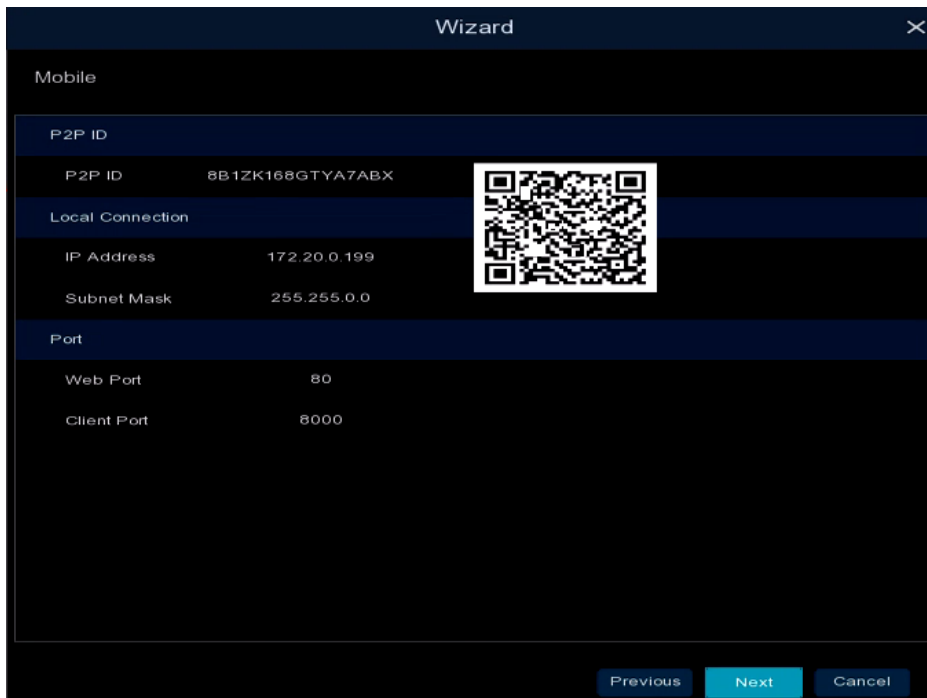 Wizard
Mobile
P2P ID
P2P ID 8B1ZK168GTYA7ABX
Local Connection
IP Address 172.20.0.199
Subnet Mask 255.255.0.0
Port
Web Port 80
Client Port 8000
Previous Next Cancel